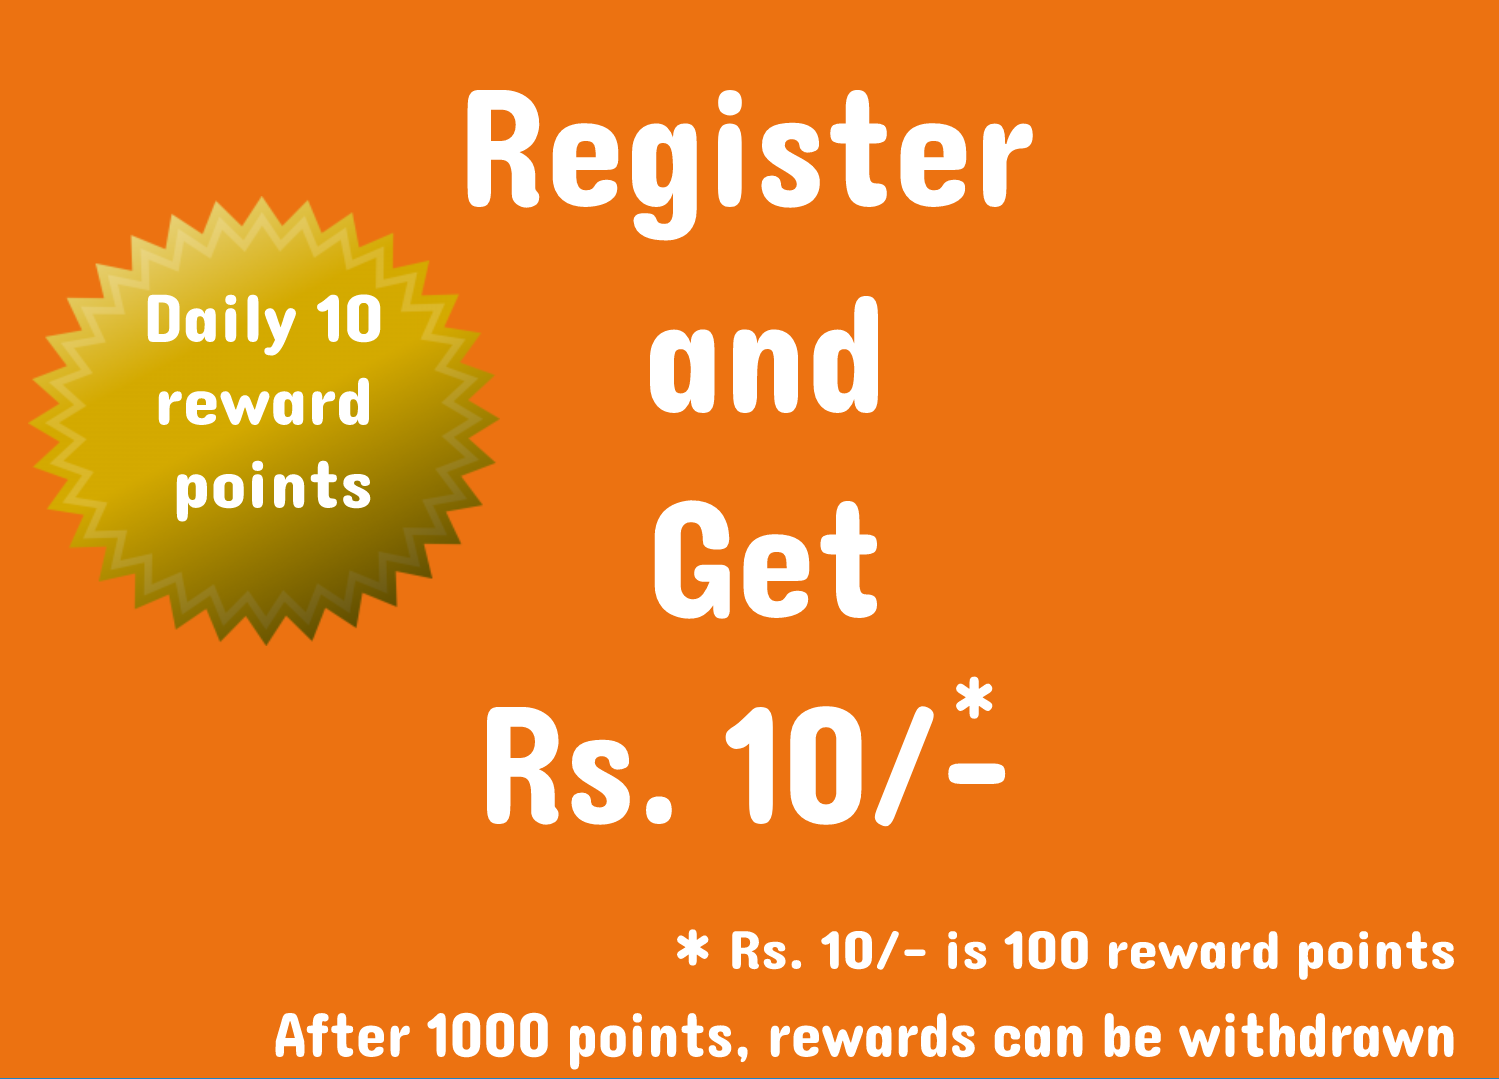 Register
and
Get
Rs. 10/-*
Daily 10
reward
points
* Rs. 10/- is 100 reward points
After 1000 points, rewards can be withdrawn